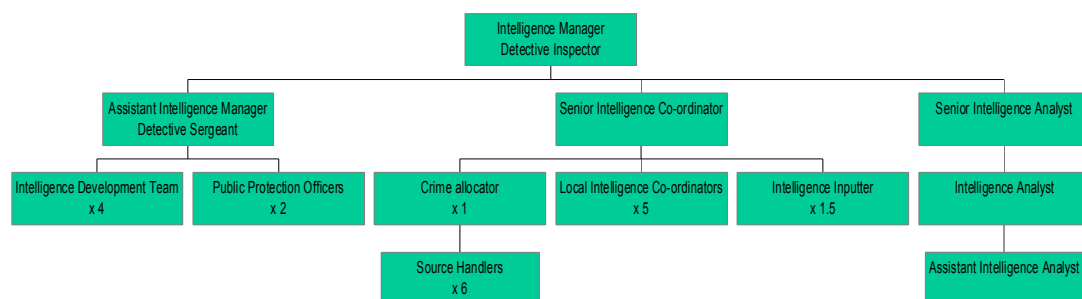 Intelligence Manager
Detective Inspector
Assistant Intelligence Manager
Detective Sergeant
Senior Intelligence Co-ordinator
Senior Intelligence Analyst
Intelligence Development Team
x 4
Public Protection Officers
x 2
Crime allocator
x 1
Local Intelligence Co-ordinators
x 5
Intelligence Inputter
x 1.5
Intelligence Analyst
Source Handlers
x 6
Assistant Intelligence Analyst